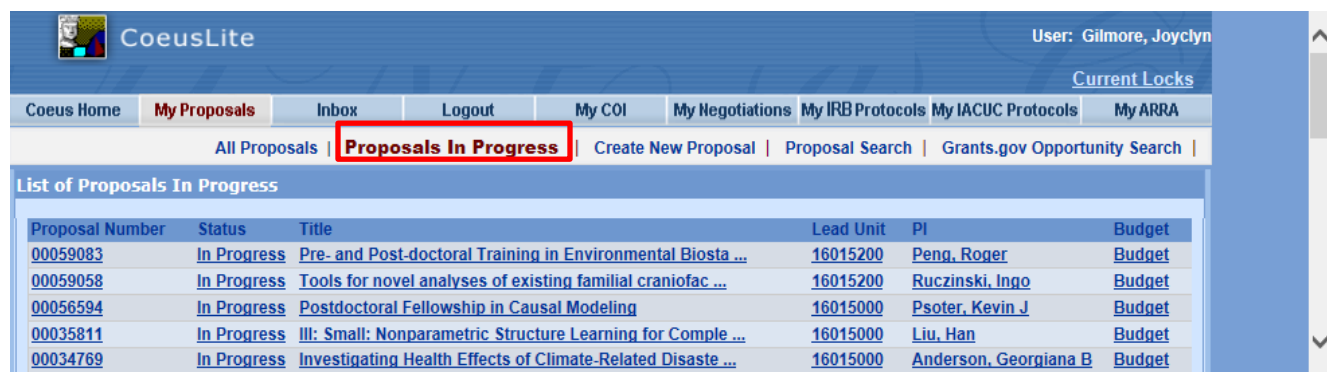 CoeusLite
User: Gilmore, Joyclyn
Current Locks
Coeus Home My Proposals Inbox Logout My COI My Negotiations My IRB Protocols My IACUC Protocols My ARRA
All Proposals | Proposals In Progress | Create New Proposal | Proposal Search | Grants.gov Opportunity Search |
List of Proposals In Progress
Proposal Number Status Title Lead Unit PI Budget
00059083 In Progress Pre- and Post-doctoral Training in Environmental Biosta ... 16015200 Peng, Roger Budget
00059058 In Progress Tools for novel analyses of existing familial craniofac ... 16015200 Ruczinski, Ingo Budget
00056594 In Progress Postdoctoral Fellowship in Causal Modeling 16015000 Psoter, Kevin J Budget
00035811 In Progress III: Small: Nonparametric Structure Learning for Comple ... 16015000 Liu, Han Budget
00034769 In Progress Investigating Health Effects of Climate-Related Disaste ... 16015000 Anderson, Georgiana B Budget